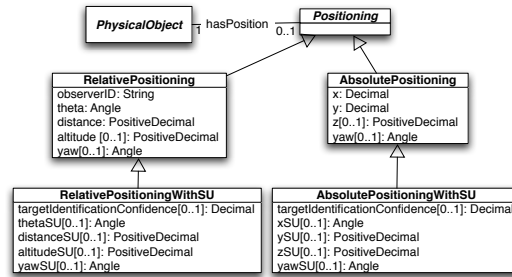 Positioning
PhysicalObject
hasPosition
1
0..1
RelativePositioning
observerID: String
theta: Angle
distance: PositiveDecimal
altitude [0..1]: PositiveDecimal
yaw[0..1]: Angle
AbsolutePositioning
x: Decimal
y: Decimal
z[0..1]: PositiveDecimal
yaw[0..1]: Angle
RelativePositioningWithSU
targetIdentificationConfidence[0..1]: Decimal
thetaSU[0..1]: Angle
distanceSU[0..1]: PositiveDecimal
altitudeSU[0..1]: PositiveDecimal
yawSU[0..1]: Angle
AbsolutePositioningWithSU
targetIdentificationConfidence[0..1]: Decimal
xSU[0..1]: Angle
ySU[0..1]: PositiveDecimal
zSU[0..1]: PositiveDecimal
yawSU[0..1]: Angle